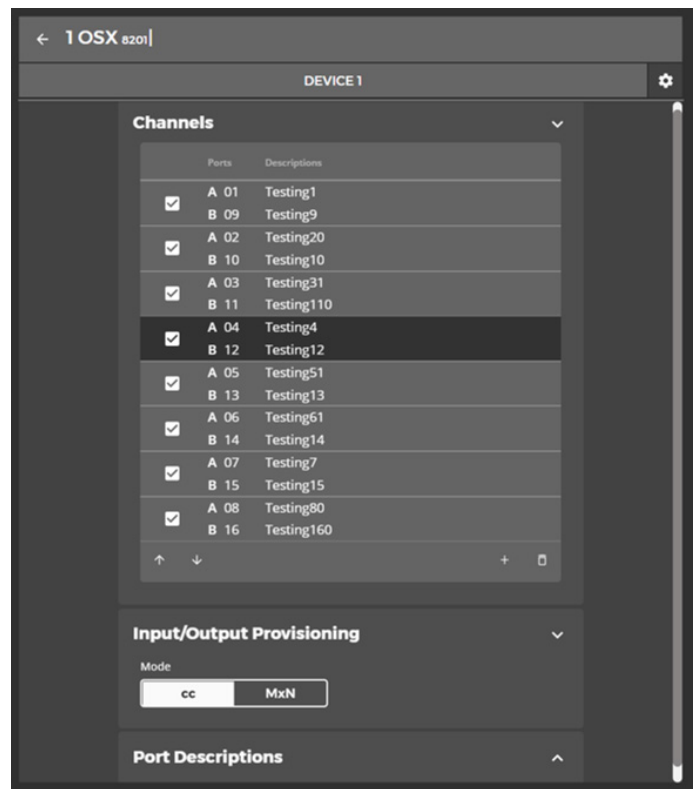 ← 1 OSX 8201
DEVICE 1
Channels
Ports Descriptions
A 01 Testing1
B 09 Testing9
A 02 Testing20
B 10 Testing10
A 03 Testing31
B 11 Testing110
A 04 Testing4
B 12 Testing12
A 05 Testing51
B 13 Testing13
A 06 Testing61
B 14 Testing14
A 07 Testing7
B 15 Testing15
A 08 Testing80
B 16 Testing160
↑ ↓ +
Input/Output Provisioning
Mode
cc MxN
Port Descriptions